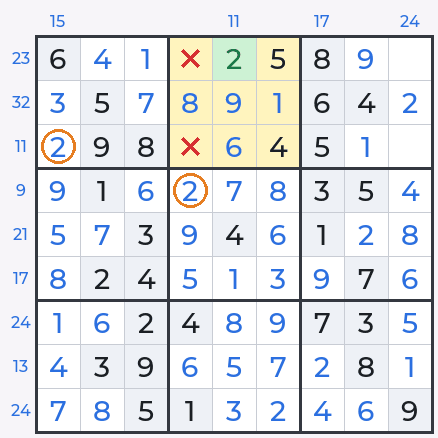 15 11 17 24
23 6 4 1 2 5 8 9
32 3 5 7 8 9 1 6 4 2
11 2 9 8 6 4 5 1
9 9 1 6 2 7 8 3 5 4
21 5 7 3 9 4 6 1 2 8
17 8 2 4 5 1 3 9 7 6
24 1 6 2 4 8 9 7 3 5
13 4 3 9 6 5 7 2 8 1
24 7 8 5 1 3 2 4 6 9